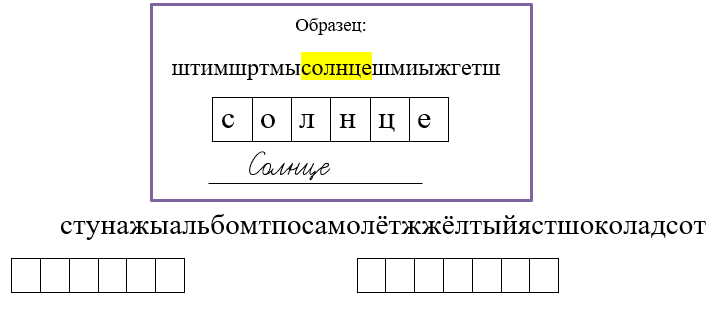 Образец:
штимшртмысолнцешмиыжгетш
с о л н ц е
Солнце
стунажыальбомтпосамолётжжёлтыйястшоколадсот